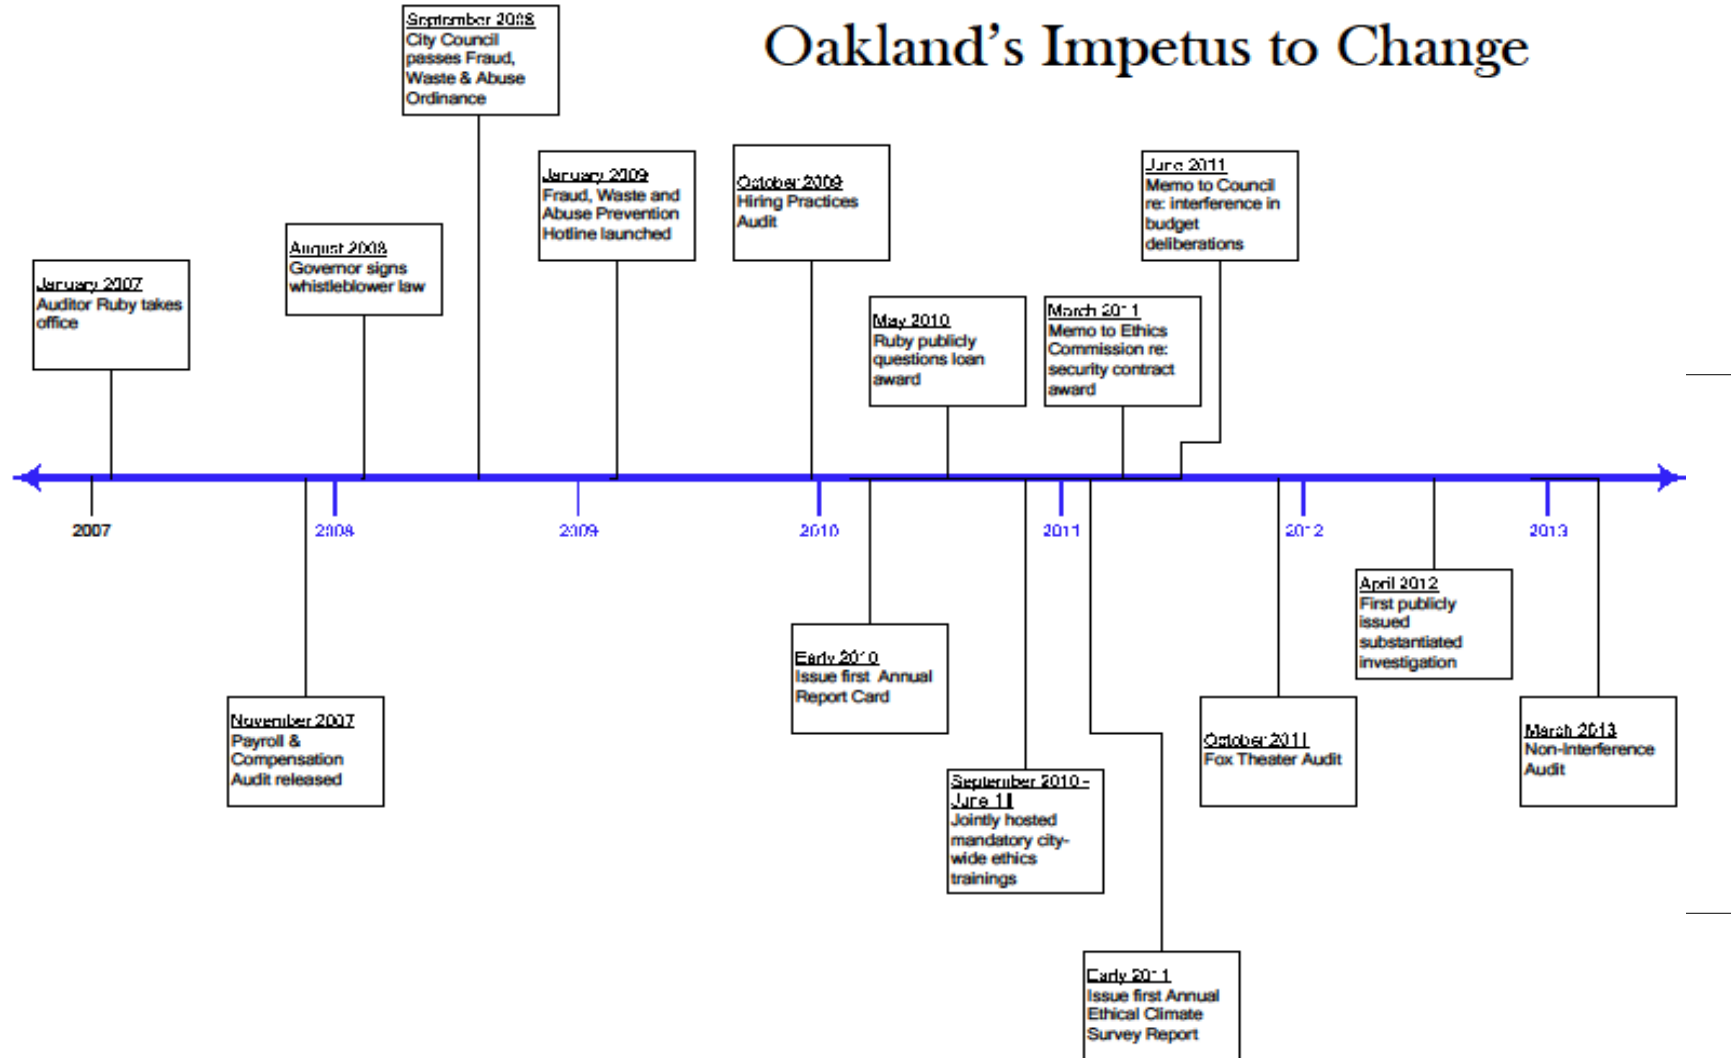 Oakland's Impetus to Change
September 2008
City Council
passes Fraud,
Waste & Abuse
Ordinance
January 2009
Fraud, Waste and
Abuse Prevention
Hotline launched
October 2009
Hiring Practices
Audit
June 2011
Memo to Council
re: interference in
budget
deliberations
August 2008
Governor signs
whistleblower law
January 2007
Auditor Ruby takes
office
May 2010
Ruby publicly
questions loan
award
March 2011
Memo to Ethics
Commission re:
security contract
award
2007
2008
2009
2010
2011
2012
2013
April 2012
First publicly
issued
substantiated
investigation
Early 2010
Issue first Annual
Report Card
November 2007
Payroll &
Compensation
Audit released
October 2011
Fox Theater Audit
March 2013
Non-Interference
Audit
September 2010 -
June 11
Jointly hosted
mandatory city-
wide ethics
trainings
Early 2011
Issue first Annual
Ethical Climate
Survey Report